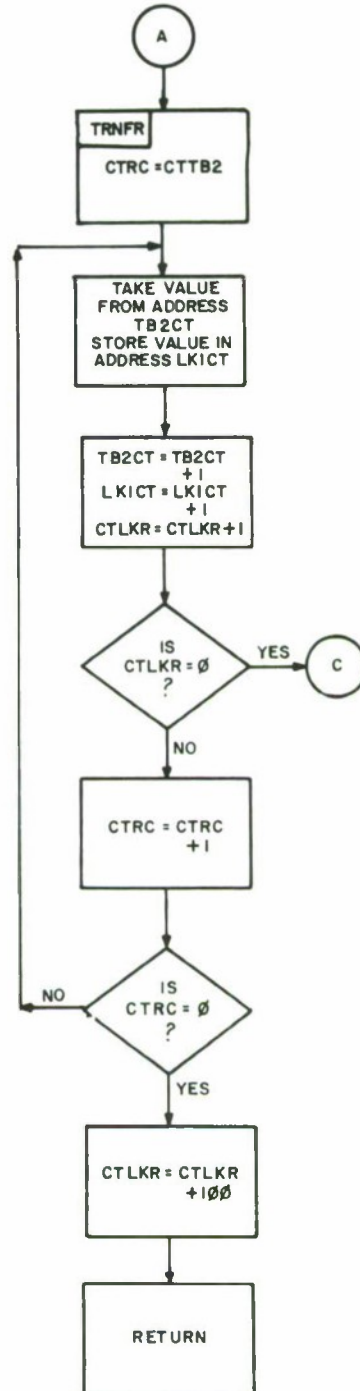 A
TRNFR
CTRC = CTTB2
TAKE VALUE
FROM ADDRESS
TB2CT
STORE VALUE IN
ADDRESS LKICT
TB2CT = TB2CT
+1
LKICT = LKICT
+1
CTLKR = CTLKR+1
IS
CTLKR = Ø
?
YES
C
NO
CTRC = CTRC
+1
IS
CTRC = Ø
?
NO
YES
CTLKR = CTLKR
+1ØØ
RETURN